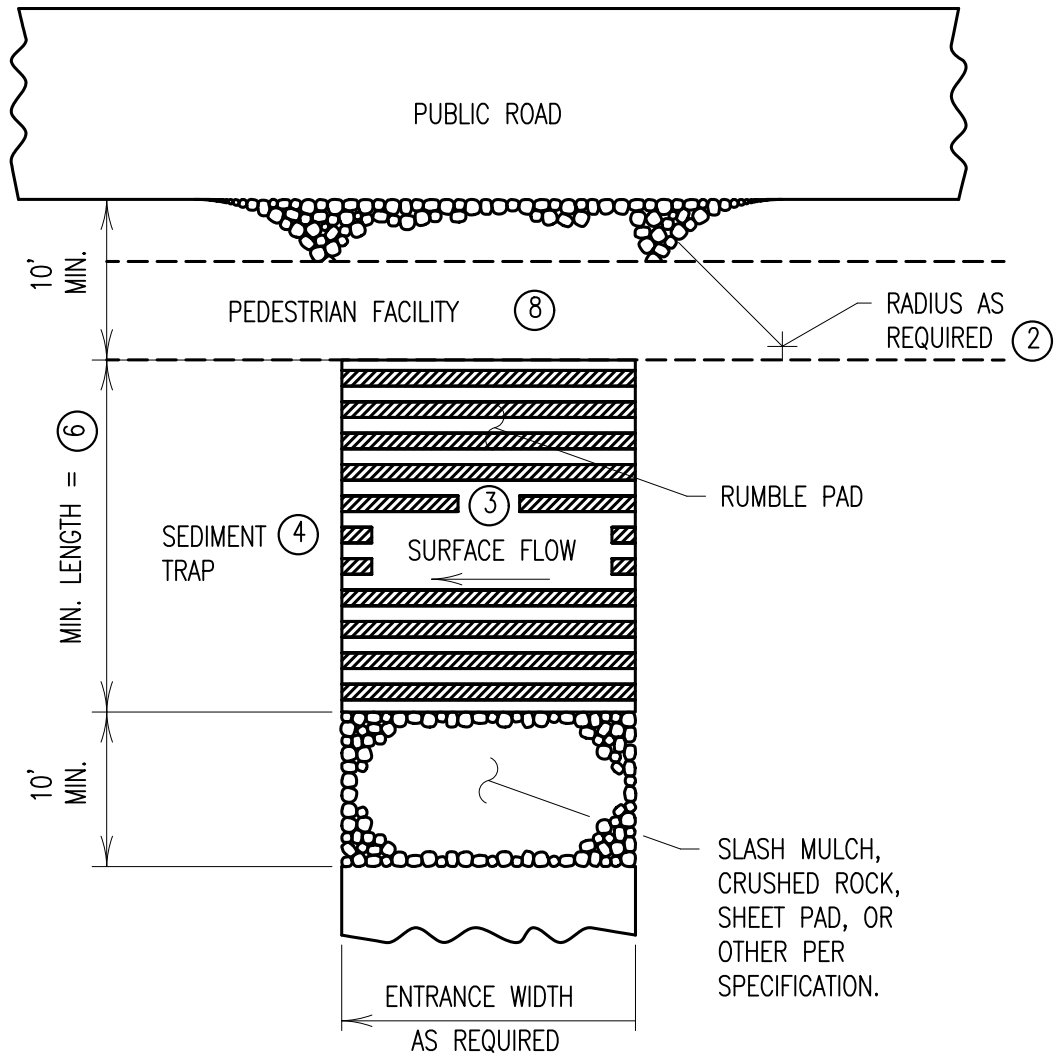 PUBLIC ROAD
10'
MIN.
PEDESTRIAN FACILITY 8
RADIUS AS
REQUIRED 2
MIN. LENGTH = 6
RUMBLE PAD
3
SEDIMENT 4
TRAP
SURFACE FLOW
10'
MIN.
SLASH MULCH,
CRUSHED ROCK,
SHEET PAD, OR
OTHER PER
SPECIFICATION.
ENTRANCE WIDTH
AS REQUIRED